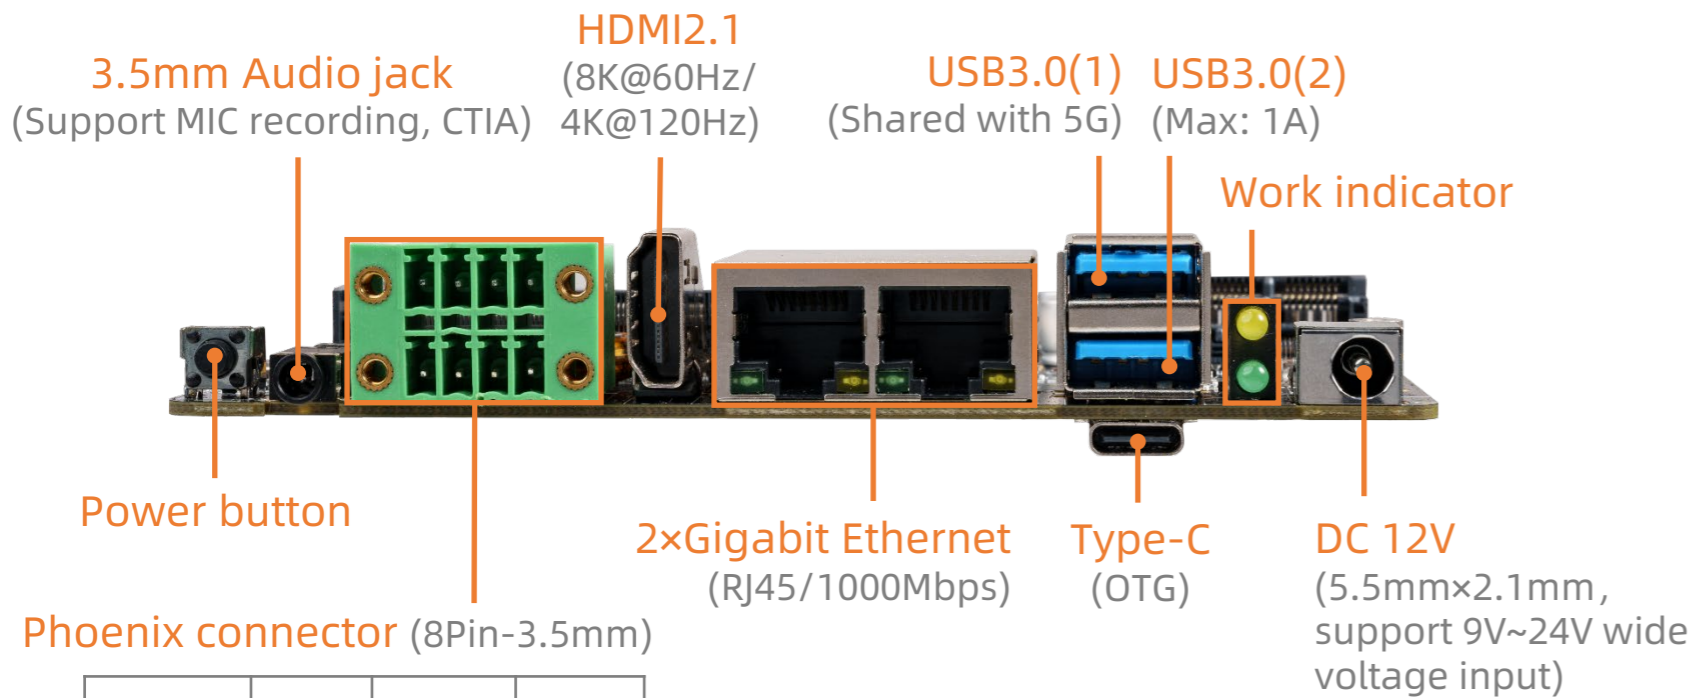 HDMI2.1
(8K@60Hz/
4K@120Hz)
3.5mm Audio jack
(Support MIC recording, CTIA)
USB3.0(1)
(Shared with 5G)
USB3.0(2)
(Max: 1A)
Work indicator
Power button
2×Gigabit Ethernet
(RJ45/1000Mbps)
Type-C
(OTG)
DC 12V
(5.5mm×2.1mm,
support 9V~24V wide
voltage input)
Phoenix connector (8Pin-3.5mm)